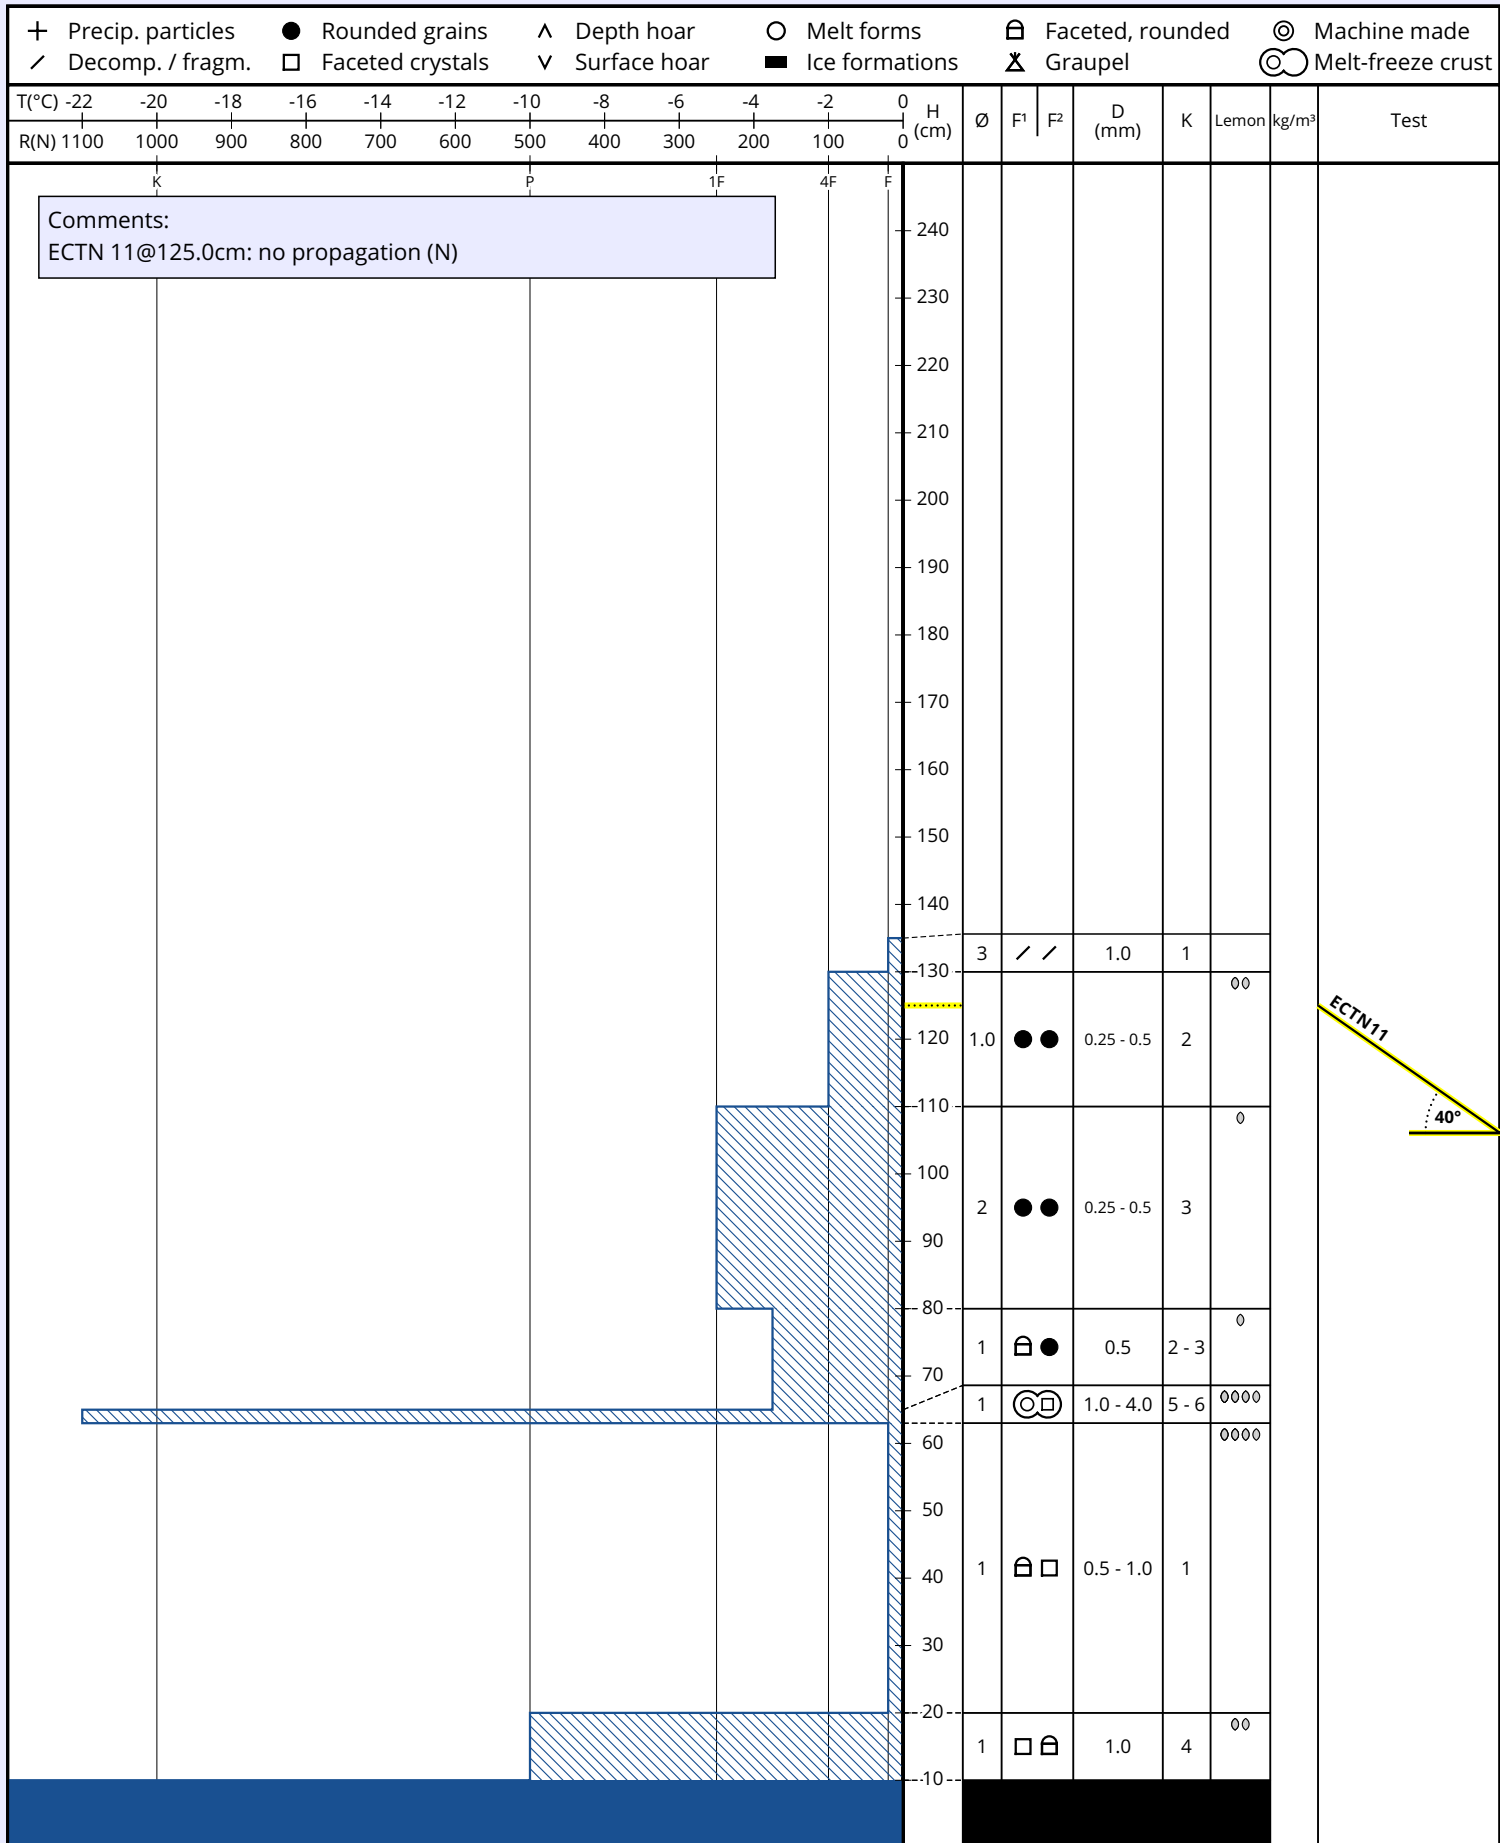 Precip. particles Rounded grains Depth hoar Melt forms Faceted, rounded Machine made
Decomp. / fragm. Faceted crystals Surface hoar Ice formations Graupel Melt-freeze crust
T(°C) -22 -20 -18 -16 -14 -12 -10 -8 -6 -4 -2 0
R(N) 1100 1000 900 800 700 600 500 400 300 200 100 0
H (cm) Ø F¹ F² D (mm) K Lemon kg/m³ Test
K P 1F 4F F
Comments:
ECTN 11@125.0cm: no propagation (N)
240
230
220
210
200
190
180
170
160
150
140
3 1.0 1
130
ECTN11
120 1.0 0.25 - 0.5 2
110
40°
100
2 0.25 - 0.5 3
90
80
1 0.5 2 - 3
70
1 1.0 - 4.0 5 - 6
60
50
1 0.5 - 1.0 1
40
30
20
1 1.0 4
10